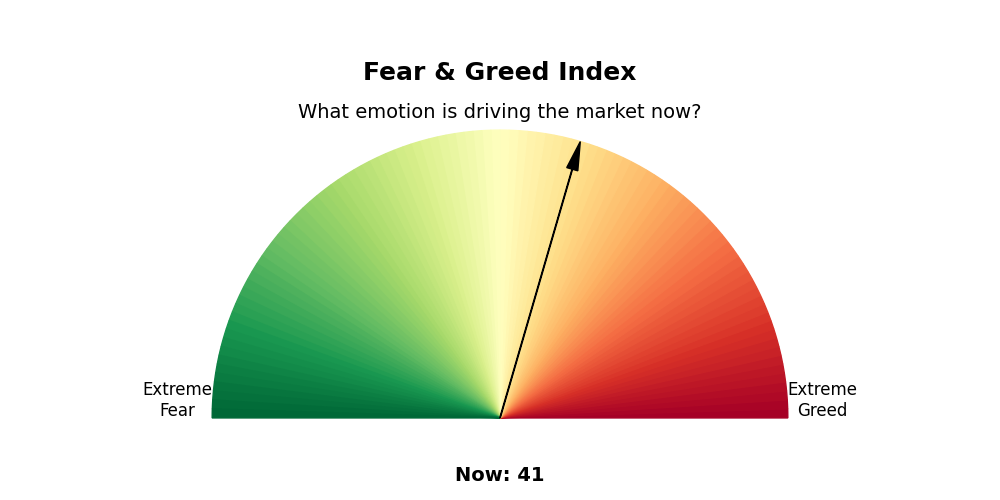 Fear & Greed Index
What emotion is driving the market now?
Extreme
Fear
Extreme
Greed
Now: 41